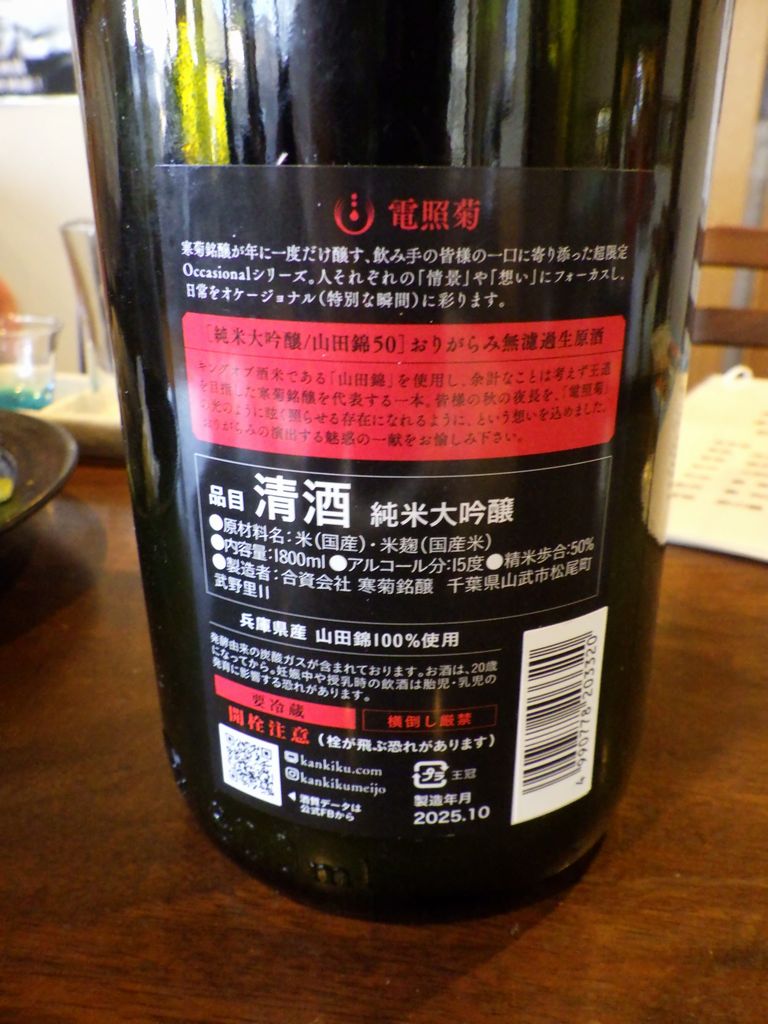 電照菊
寒菊銘醸が年に一度だけ醸す、飲み手の皆様の一口に寄り添った超限定
Occasionalシリーズ。人それぞれの「情景」や「想い」にフォーカスし、
日常をオケージョナル(特別な瞬間)に彩ります。
[純米大吟醸/山田錦50]おりがらみ無濾過生原酒
キングオブ酒米である「山田錦」を使用し、余計なことは考えず王道
を目指した寒菊銘醸を代表する一本。皆様の秋の夜長を、「電照菊」
の光のように眩く照らせる存在になれるように、という想いを込めました。
おりがらみの演出する魅惑の一献をお愉しみ下さい。
品目 清酒 純米大吟醸
●原材料名:米(国産)・米麹(国産米)
●内容量:1800ml ●アルコール分:15度 ●精米歩合:50%
●製造者:合資会社 寒菊銘醸 千葉県山武市松尾町
武野里11
兵庫県産 山田錦100%使用
発酵由来の炭酸ガスが含まれております。お酒は、20歳
になってから。妊娠中や授乳時の飲酒は胎児・乳児の
発育に影響する恐れがあります。
要冷蔵 横倒し厳禁
開栓注意(栓が飛ぶ恐れがあります)
kankiku.com
kankikumeijo
◀酒質データは
公式FBから
プラ 王冠
製造年月
2025.10
4 990778 203320
m